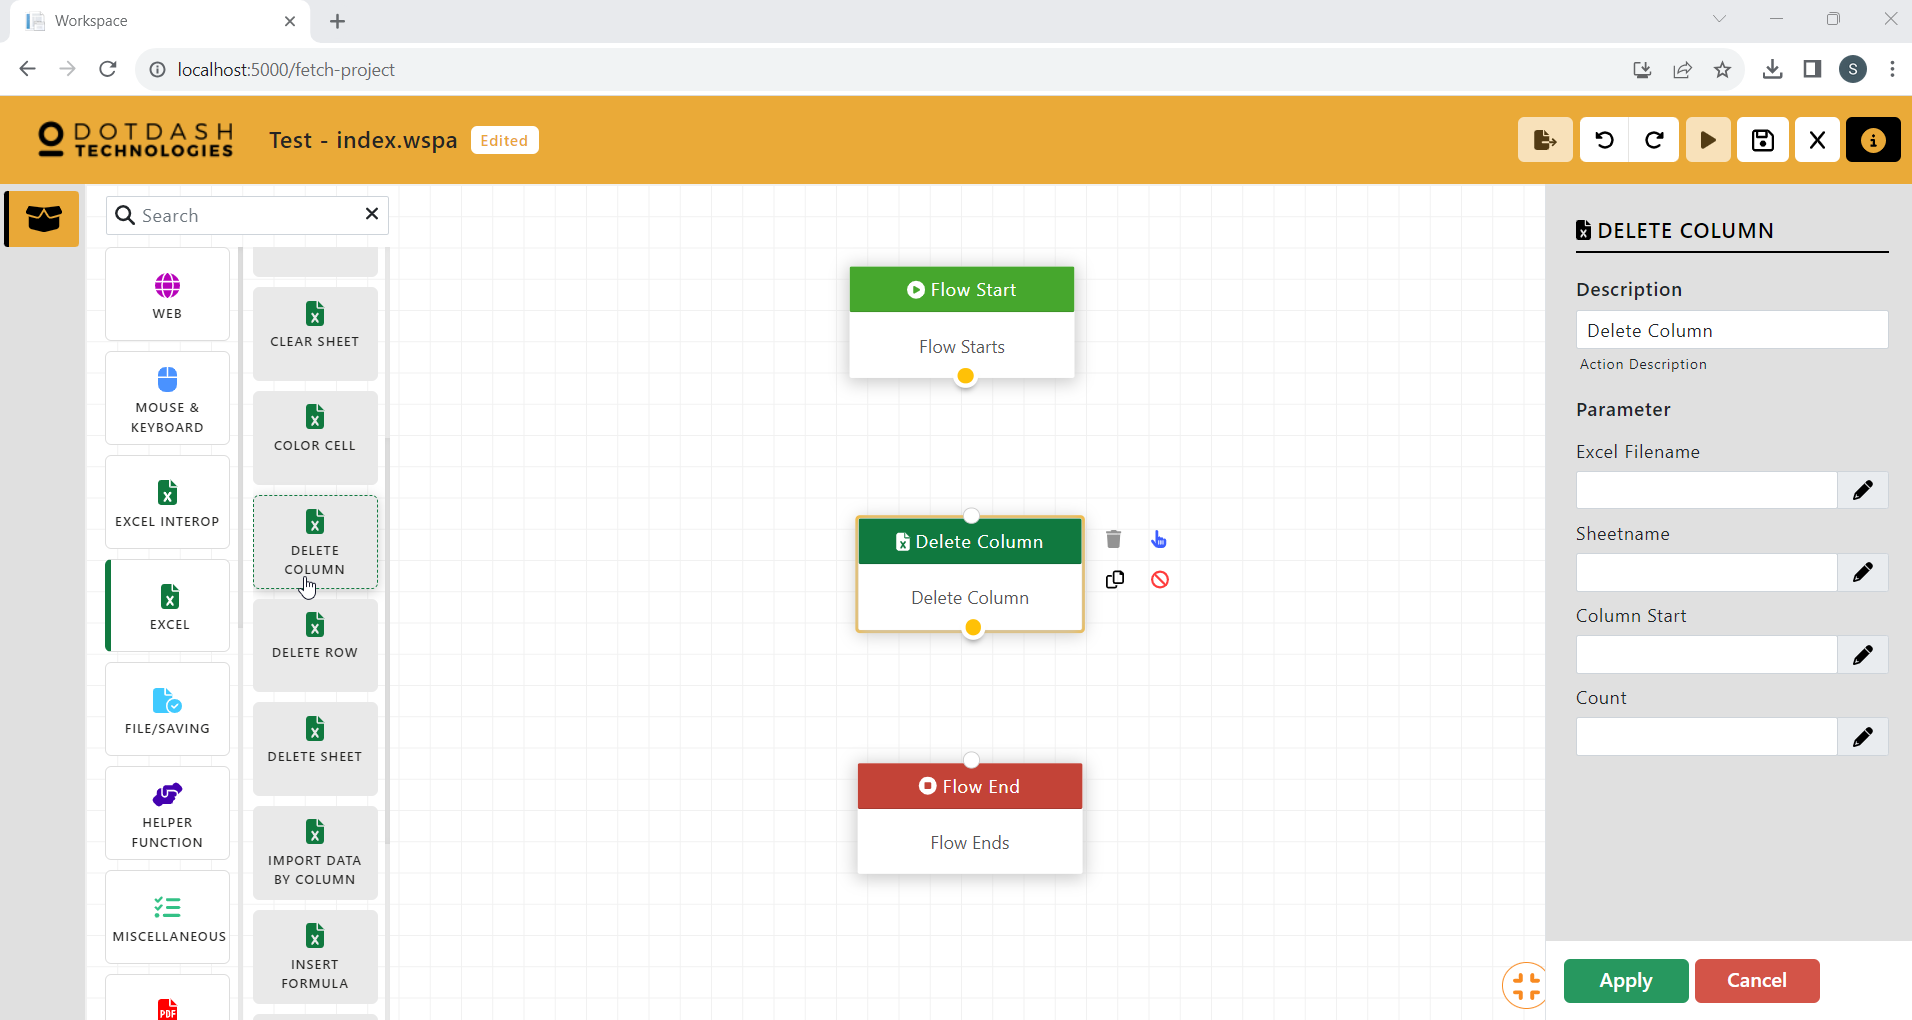 Workspace
localhost:5000/fetch-project
S
DOTDASH
TECHNOLOGIES
Test - index.wspa
Edited
Search
WEB
MOUSE &
KEYBOARD
EXCEL INTEROP
EXCEL
FILE/SAVING
HELPER
FUNCTION
MISCELLANEOUS
PDF
CLEAR SHEET
COLOR CELL
DELETE
COLUMN
DELETE ROW
DELETE SHEET
IMPORT DATA
BY COLUMN
INSERT
FORMULA
Flow Start
Flow Starts
Delete Column
Delete Column
Flow End
Flow Ends
DELETE COLUMN
Description
Delete Column
Action Description
Parameter
Excel Filename
Sheetname
Column Start
Count
Apply
Cancel